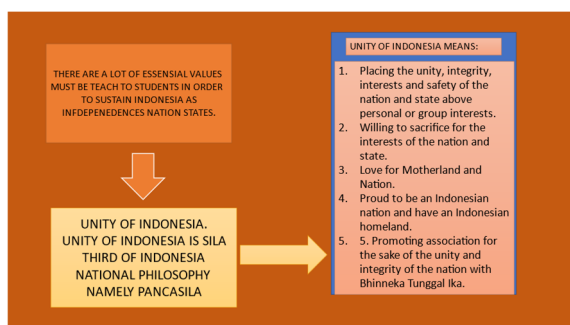 THERE ARE A LOT OF ESSENSIAL VALUES
MUST BE TEACH TO STUDENTS IN ORDER
TO SUSTAIN INDONESIA AS
INFDEPENEDENCES NATION STATES.
UNITY OF INDONESIA.
UNITY OF INDONESIA IS SILA
THIRD OF INDONESIA
NATIONAL PHILOSOPHY
NAMELY PANCASILA
UNITY OF INDONESIA MEANS:
1. Placing the unity, integrity,
interests and safety of the
nation and state above
personal or group interests.
2. Willing to sacrifice for the
interests of the nation and
state.
3. Love for Motherland and
Nation.
4. Proud to be an Indonesian
nation and have an Indonesian
homeland.
5. 5. Promoting association for
the sake of the unity and
integrity of the nation with
Bhinneka Tunggal Ika.